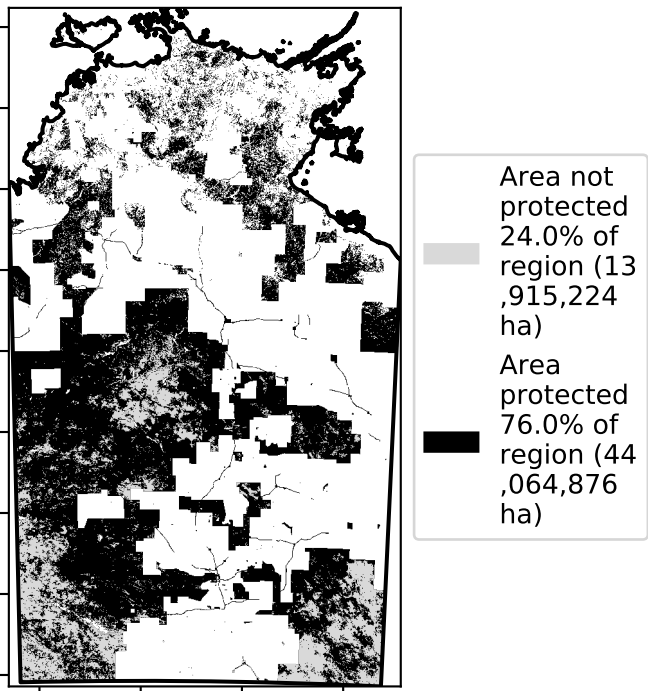 Area not
protected
24.0% of
region (13
,915,224
ha)
Area
protected
76.0% of
region (44
,064,876
ha)